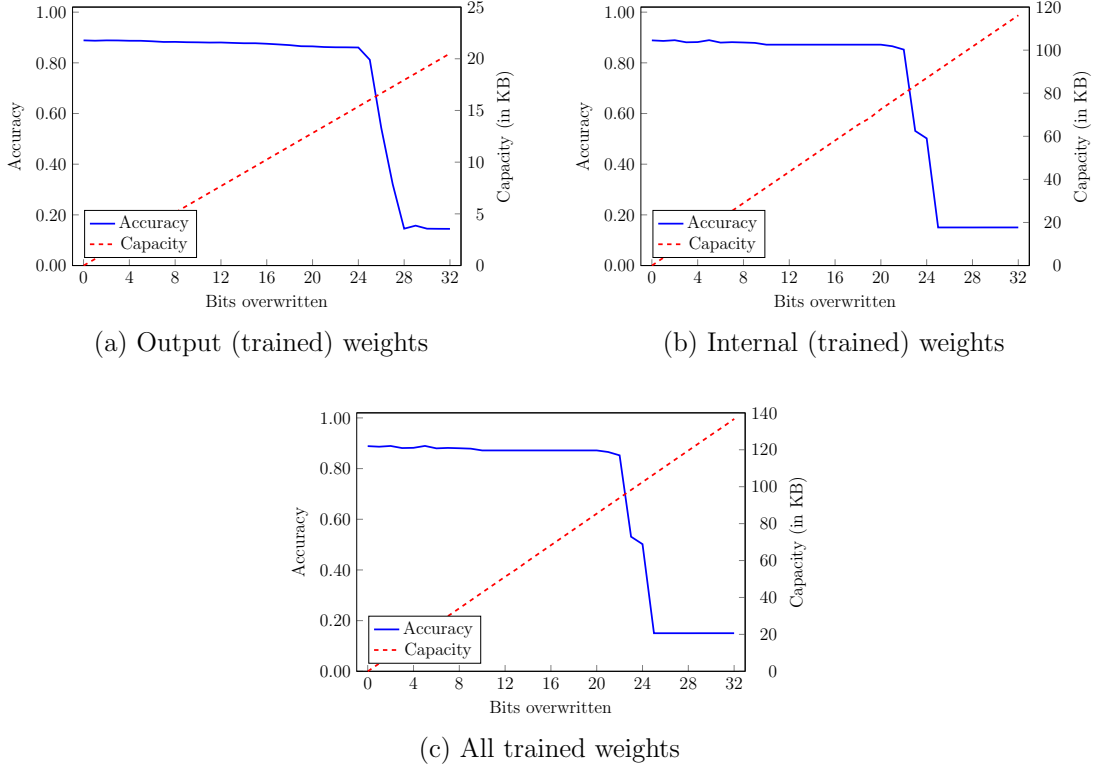 1.00
0.80
0.60
0.40
0.20
0.00
Accuracy
25
20
15
10
5
0
Capacity (in KB)
Accuracy
Capacity
0 4 8 12 16 20 24 28 32
Bits overwritten
(a) Output (trained) weights
1.00
0.80
0.60
0.40
0.20
0.00
Accuracy
120
100
80
60
40
20
0
Capacity (in KB)
Accuracy
Capacity
0 4 8 12 16 20 24 28 32
Bits overwritten
(b) Internal (trained) weights
1.00
0.80
0.60
0.40
0.20
0.00
Accuracy
140
120
100
80
60
40
20
0
Capacity (in KB)
Accuracy
Capacity
0 4 8 12 16 20 24 28 32
Bits overwritten
(c) All trained weights